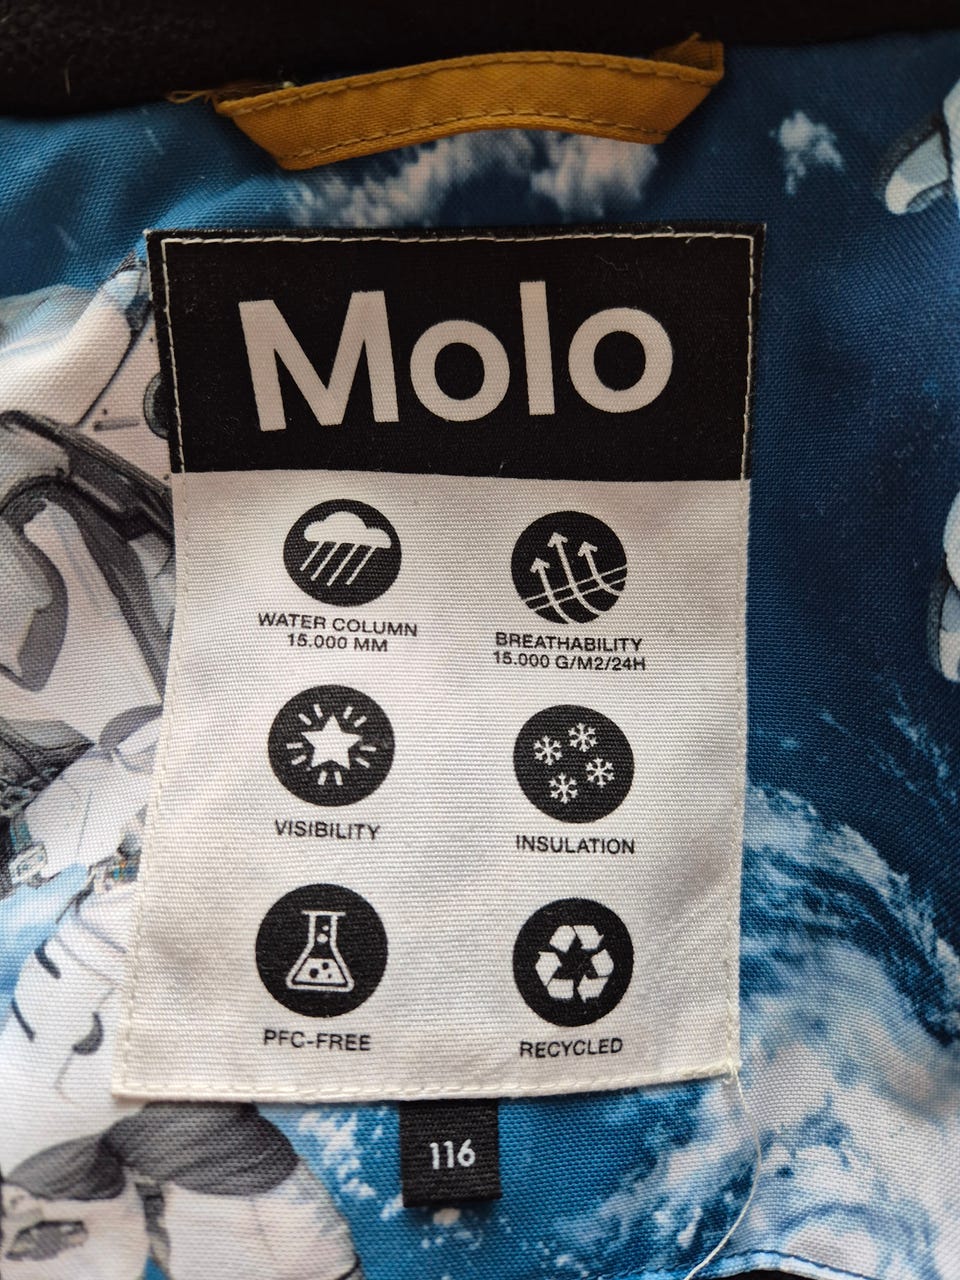 Molo
WATER COLUMN
15.000 MM
BREATHABILITY
15.000 G/M2/24H
VISIBILITY
INSULATION
PFC-FREE
RECYCLED
116